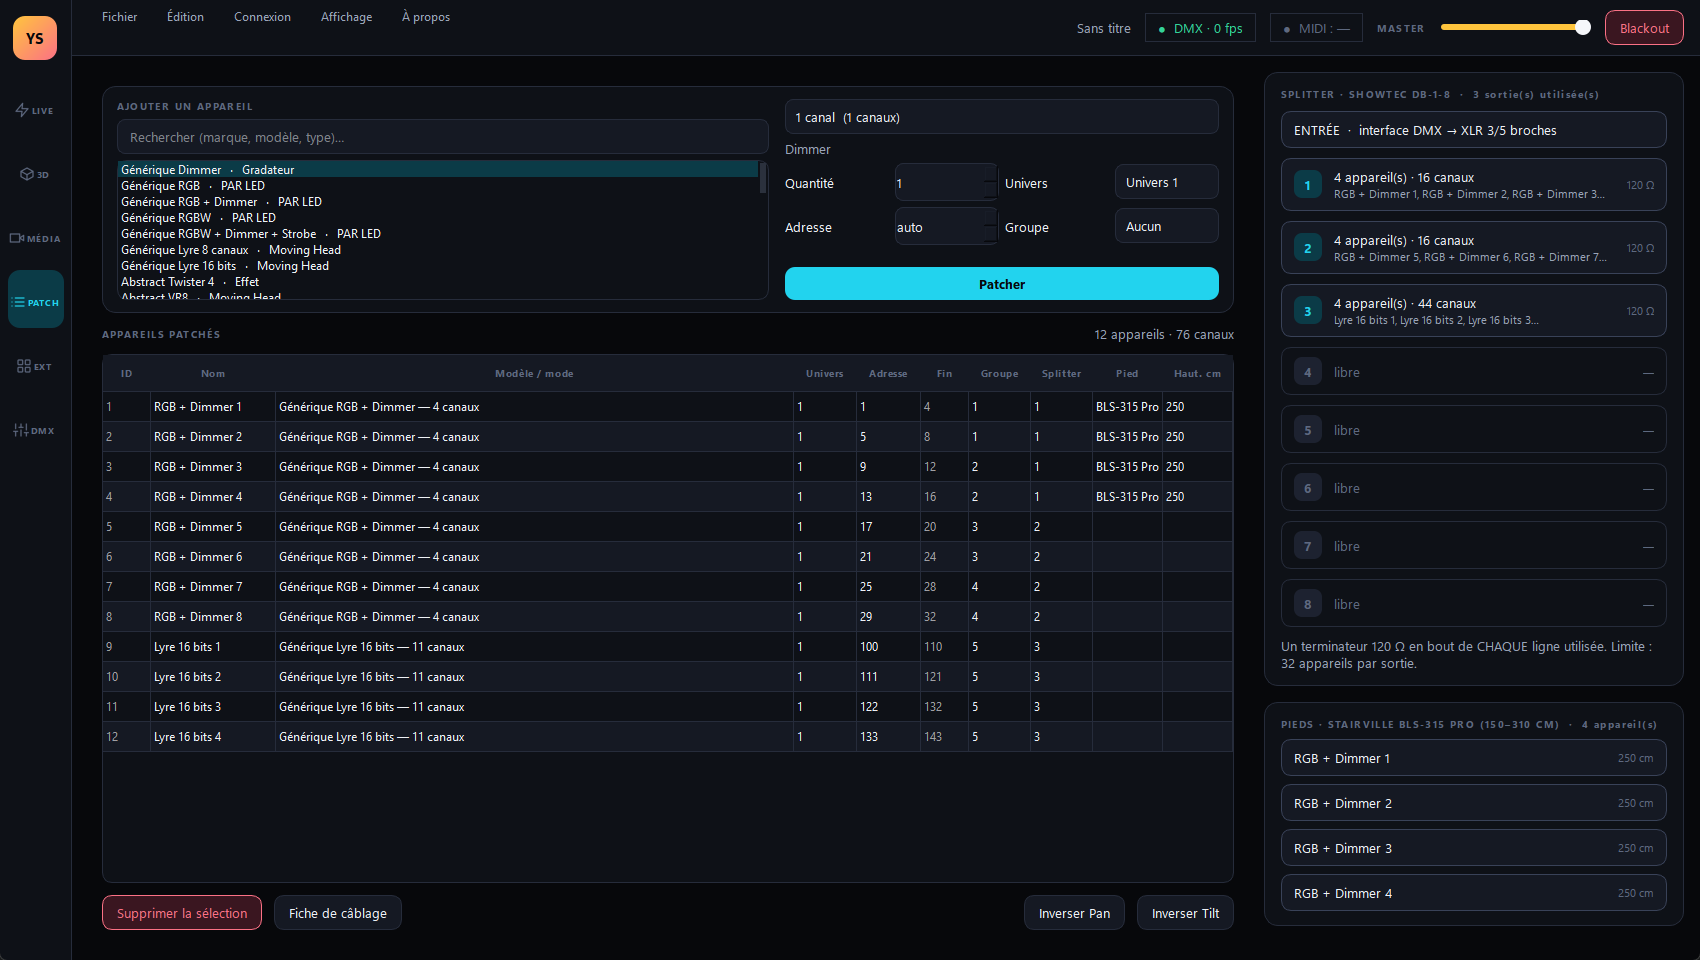 YS
Fichier Édition Connexion Affichage À propos
Sans titre
● DMX · 0 fps
● MIDI : —
MASTER
Blackout
LIVE
3D
MÉDIA
PATCH
EXT
DMX
AJOUTER UN APPAREIL
Rechercher (marque, modèle, type)...
Générique Dimmer · Gradateur
Générique RGB · PAR LED
Générique RGB + Dimmer · PAR LED
Générique RGBW · PAR LED
Générique RGBW + Dimmer + Strobe · PAR LED
Générique Lyre 8 canaux · Moving Head
Générique Lyre 16 bits · Moving Head
Abstract Twister 4 · Effet
Abstract VR8 · Moving Head
1 canal (1 canaux)
Dimmer
Quantité 1 Univers Univers 1
Adresse auto Groupe Aucun
Patcher
APPAREILS PATCHÉS
12 appareils · 76 canaux
ID Nom Modèle / mode Univers Adresse Fin Groupe Splitter Pied Haut. cm
1 RGB + Dimmer 1 Générique RGB + Dimmer — 4 canaux 1 1 4 1 1 BLS-315 Pro 250
2 RGB + Dimmer 2 Générique RGB + Dimmer — 4 canaux 1 5 8 1 1 BLS-315 Pro 250
3 RGB + Dimmer 3 Générique RGB + Dimmer — 4 canaux 1 9 12 2 1 BLS-315 Pro 250
4 RGB + Dimmer 4 Générique RGB + Dimmer — 4 canaux 1 13 16 2 1 BLS-315 Pro 250
5 RGB + Dimmer 5 Générique RGB + Dimmer — 4 canaux 1 17 20 3 2
6 RGB + Dimmer 6 Générique RGB + Dimmer — 4 canaux 1 21 24 3 2
7 RGB + Dimmer 7 Générique RGB + Dimmer — 4 canaux 1 25 28 4 2
8 RGB + Dimmer 8 Générique RGB + Dimmer — 4 canaux 1 29 32 4 2
9 Lyre 16 bits 1 Générique Lyre 16 bits — 11 canaux 1 100 110 5 3
10 Lyre 16 bits 2 Générique Lyre 16 bits — 11 canaux 1 111 121 5 3
11 Lyre 16 bits 3 Générique Lyre 16 bits — 11 canaux 1 122 132 5 3
12 Lyre 16 bits 4 Générique Lyre 16 bits — 11 canaux 1 133 143 5 3
Supprimer la sélection
Fiche de câblage
Inverser Pan
Inverser Tilt
SPLITTER · SHOWTEC DB-1-8 · 3 sortie(s) utilisée(s)
ENTRÉE · interface DMX → XLR 3/5 broches
1 4 appareil(s) · 16 canaux 120 Ω
RGB + Dimmer 1, RGB + Dimmer 2, RGB + Dimmer 3...
2 4 appareil(s) · 16 canaux 120 Ω
RGB + Dimmer 5, RGB + Dimmer 6, RGB + Dimmer 7...
3 4 appareil(s) · 44 canaux 120 Ω
Lyre 16 bits 1, Lyre 16 bits 2, Lyre 16 bits 3...
4 libre —
5 libre —
6 libre —
7 libre —
8 libre —
Un terminateur 120 Ω en bout de CHAQUE ligne utilisée. Limite :
32 appareils par sortie.
PIEDS · STAIRVILLE BLS-315 PRO (150–310 CM) · 4 appareil(s)
RGB + Dimmer 1 250 cm
RGB + Dimmer 2 250 cm
RGB + Dimmer 3 250 cm
RGB + Dimmer 4 250 cm